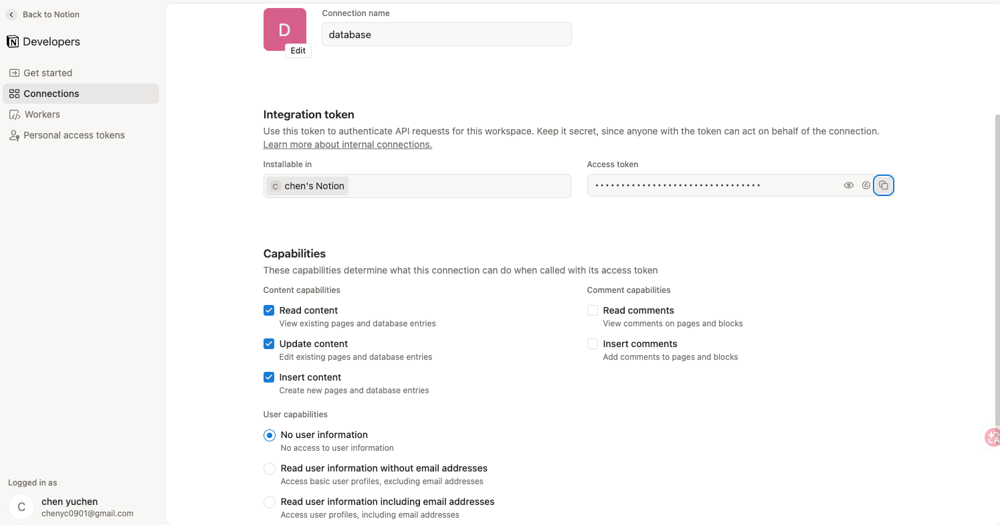 Back to Notion
Developers
Get started
Connections
Workers
Personal access tokens
Logged in as
C
chen yuchen
chenyc0901@gmail.com
D
Edit
Connection name
database
Integration token
Use this token to authenticate API requests for this workspace. Keep it secret, since anyone with the token can act on behalf of the connection.
Learn more about internal connections.
Installable in
C chen's Notion
Access token
••••••••••••••••••••••••••••••••
Capabilities
These capabilities determine what this connection can do when called with its access token
Content capabilities
Read content
View existing pages and database entries
Update content
Edit existing pages and database entries
Insert content
Create new pages and database entries
Comment capabilities
Read comments
View comments on pages and blocks
Insert comments
Add comments to pages and blocks
User capabilities
No user information
No access to user information
Read user information without email addresses
Access basic user profiles, excluding email addresses
Read user information including email addresses
Access user profiles, including email addresses